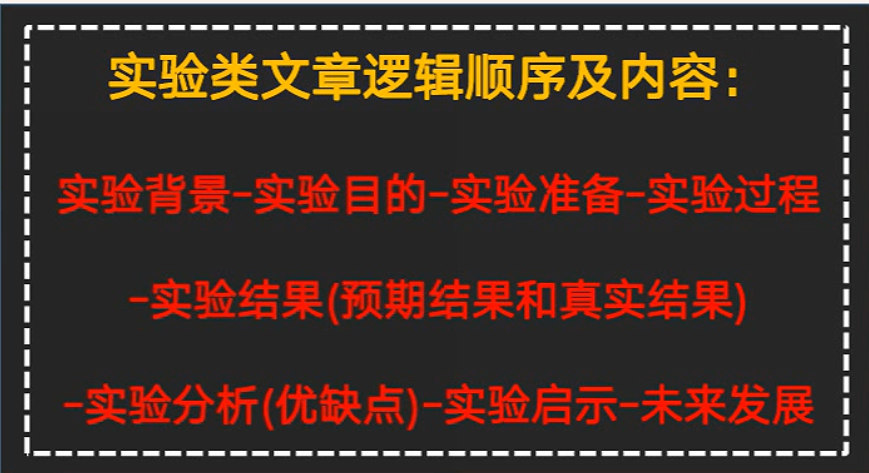 实验类文章逻辑顺序及内容：
实验背景-实验目的-实验准备-实验过程
-实验结果(预期结果和真实结果)
-实验分析(优缺点)-实验启示-未来发展